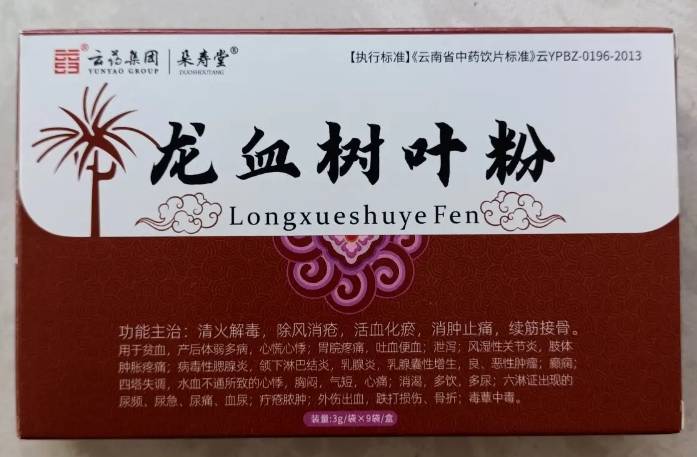 云药集团® 朵寿堂® 【执行标准】《云南省中药饮片标准》云YPBZ-0196-2013
YUNYAO GROUP DUOSHOUTANG
龙血树叶粉
Longxueshuye Fen
功能主治：清火解毒，除风消疮，活血化瘀，消肿止痛，续筋接骨。
用于贫血，产后体弱多病，心慌心悸；胃脘疼痛，吐血便血；泄泻；风湿性关节炎，肢体
肿胀疼痛；病毒性腮腺炎，颌下淋巴结炎，乳腺炎，乳腺囊性增生，良、恶性肿瘤；癫痫；
四塔失调，水血不通所致的心悸，胸闷，气短，心痛；消渴，多饮，多尿；六淋证出现的
尿频，尿急、尿痛、血尿；疔疮脓肿；外伤出血，跌打损伤、骨折；毒蕈中毒。
装量:3g/袋×9袋/盒